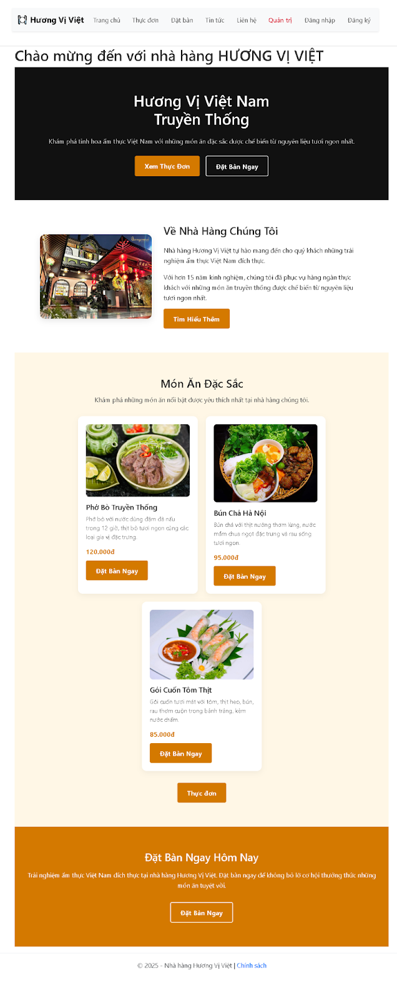 Hương Vị Việt Trang chủ Thực đơn Đặt bàn Tin tức Liên hệ Quản trị Đăng nhập Đăng ký
Chào mừng đến với nhà hàng HƯƠNG VỊ VIỆT
Hương Vị Việt Nam
Truyền Thống
Khám phá tinh hoa ẩm thực Việt Nam với những món ăn đặc sắc được chế biến từ nguyên liệu tươi ngon nhất.
Xem Thực Đơn Đặt Bàn Ngay
Về Nhà Hàng Chúng Tôi
Nhà hàng Hương Vị Việt tự hào mang đến cho quý khách những trải
nghiệm ẩm thực Việt Nam đích thực.
Với hơn 15 năm kinh nghiệm, chúng tôi đã phục vụ hàng ngàn thực
khách với những món ăn truyền thống được chế biến từ nguyên liệu
tươi ngon nhất.
Tìm Hiểu Thêm
Món Ăn Đặc Sắc
Khám phá những món ăn nổi bật được yêu thích nhất tại nhà hàng chúng tôi.
Phở Bò Truyền Thống
Phở bò với nước dùng đậm đà nấu
trong 12 giờ, thịt bò tươi ngon cùng các
loại gia vị đặc trưng.
120.000đ
Đặt Bàn Ngay
Bún Chả Hà Nội
Bún chả với thịt nướng thơm lừng, nước
mắm chua ngọt đặc trưng và rau sống
tươi ngon.
95.000đ
Đặt Bàn Ngay
Gỏi Cuốn Tôm Thịt
Gỏi cuốn tươi mát với tôm, thịt heo, bún,
rau thơm cuộn trong bánh tráng, kèm
nước chấm.
85.000đ
Đặt Bàn Ngay
Thực đơn
Đặt Bàn Ngay Hôm Nay
Trải nghiệm ẩm thực Việt Nam đích thực tại nhà hàng Hương Vị Việt. Đặt bàn ngay để không bỏ lỡ cơ hội thưởng thức những
món ăn tuyệt vời.
Đặt Bàn Ngay
© 2025 - Nhà hàng Hương Vị Việt | Chính sách